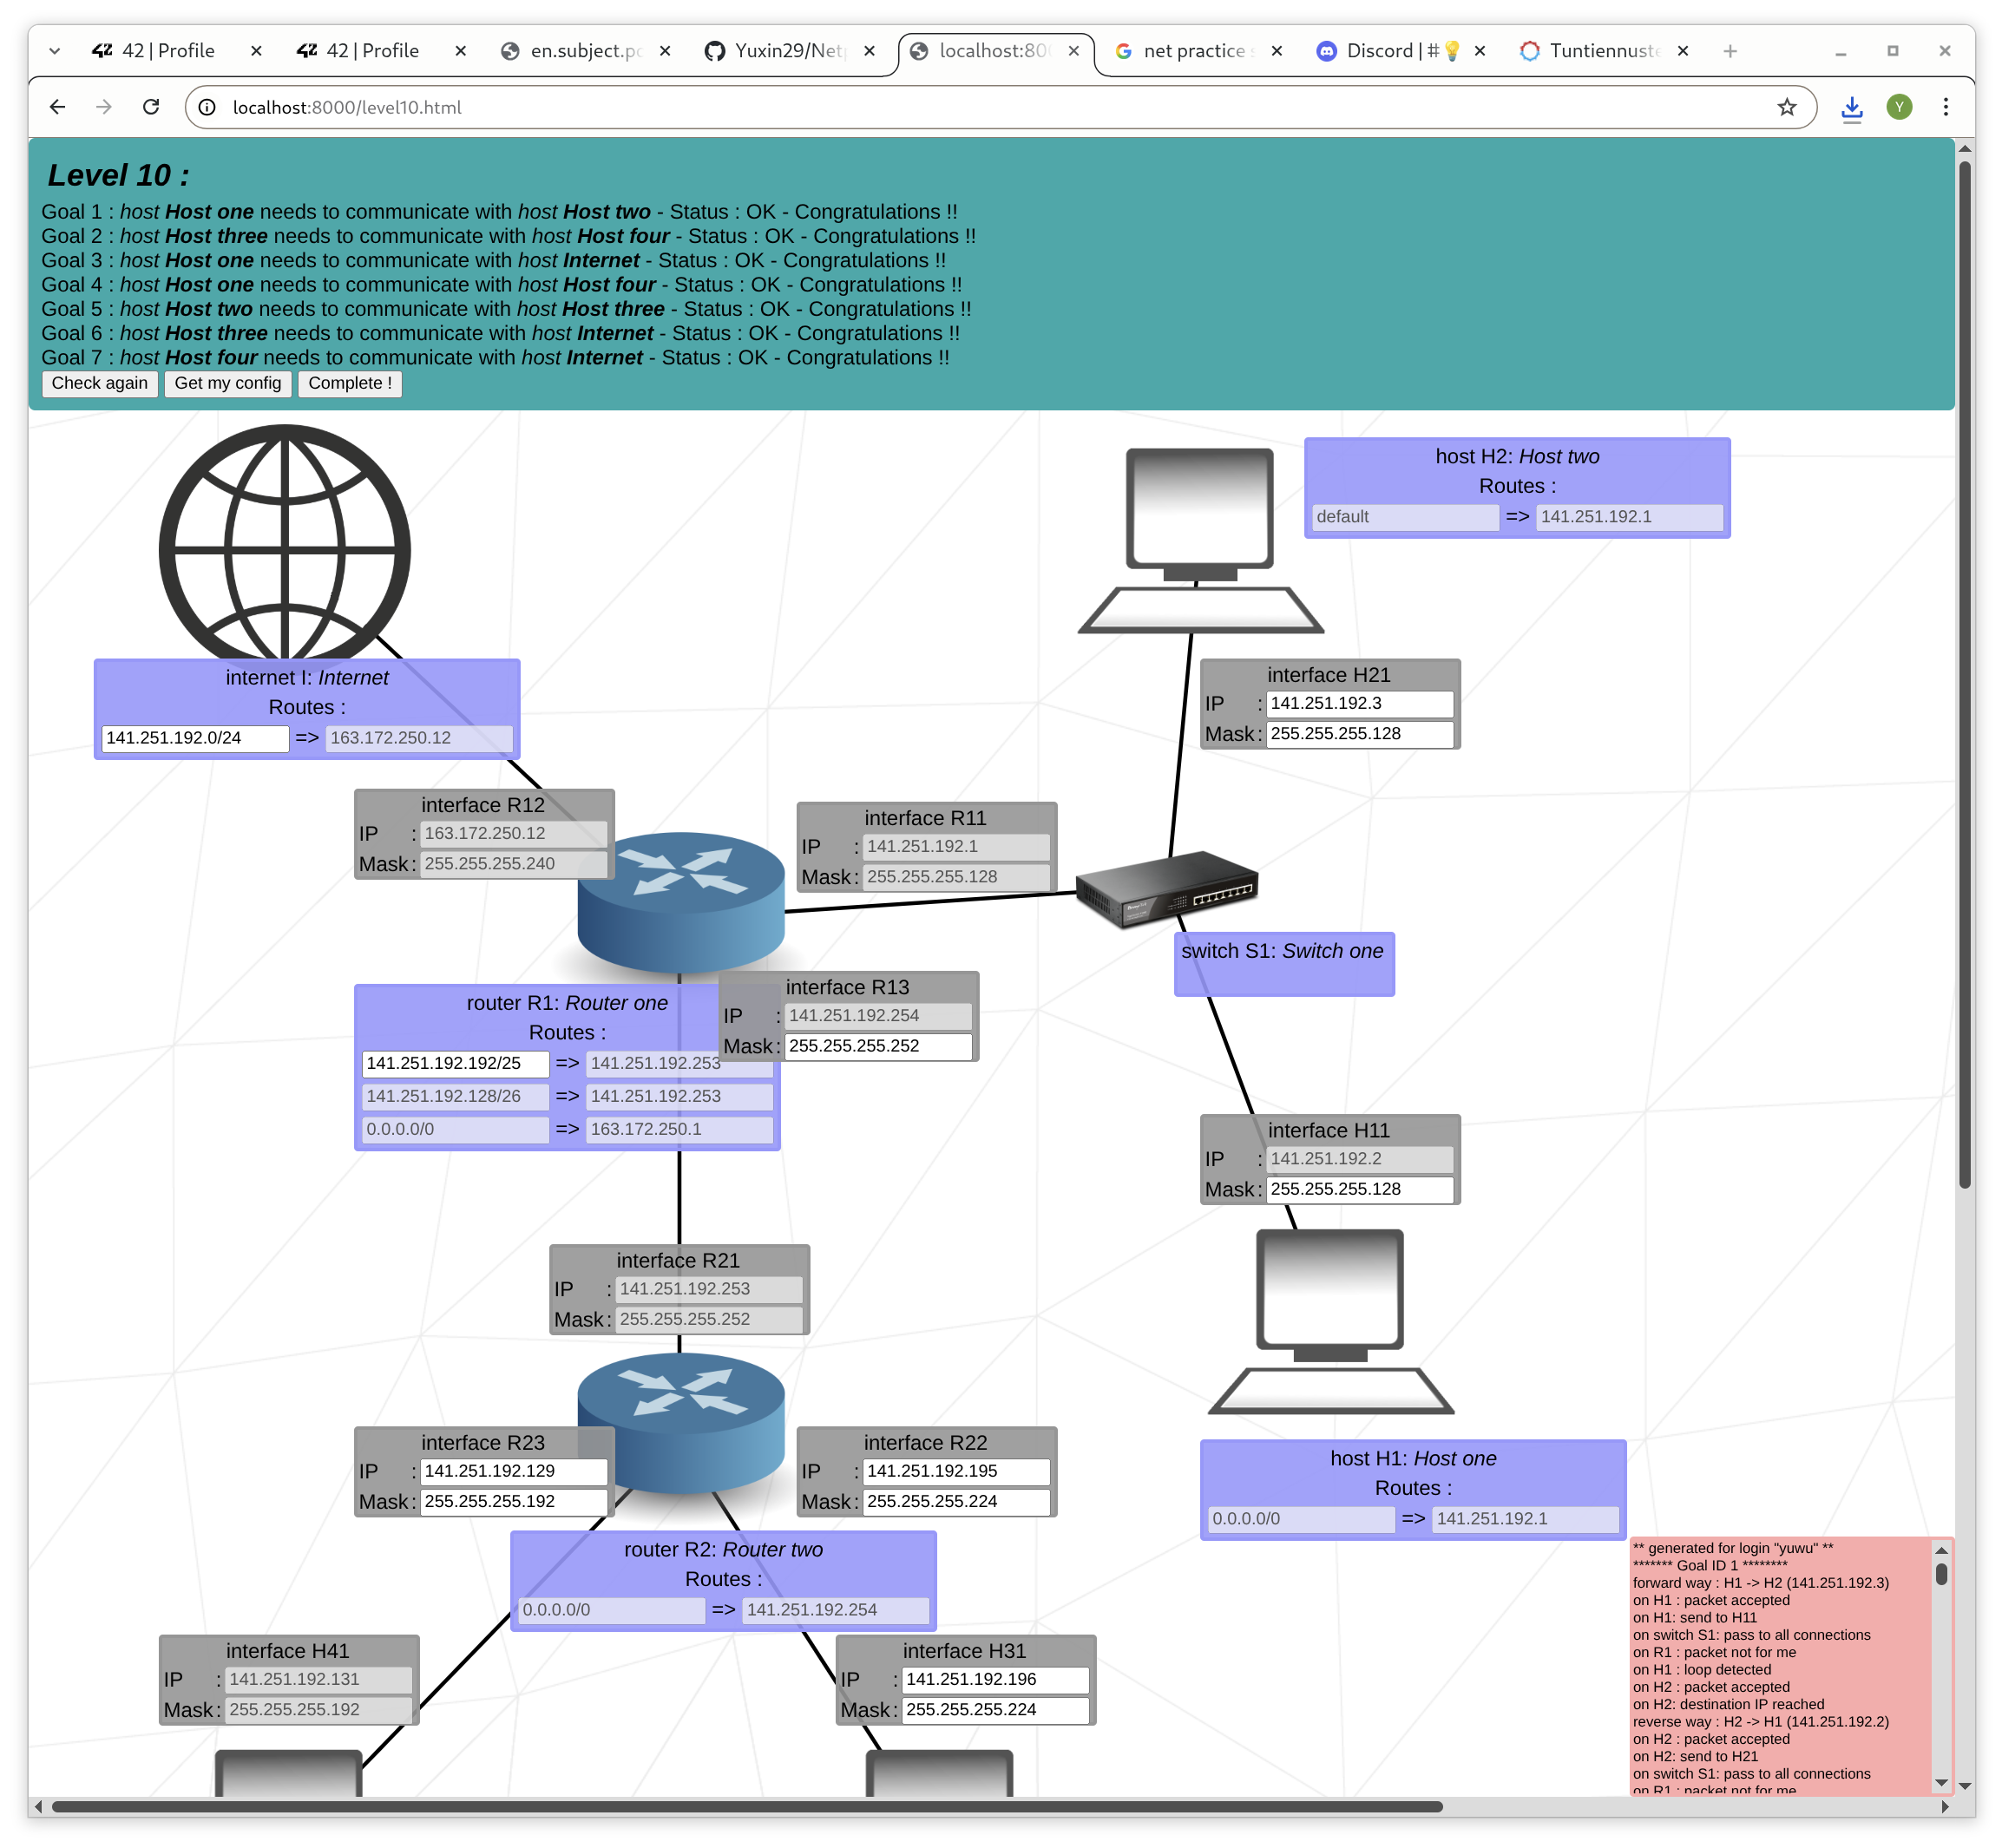 42 | Profile
42 | Profile
en.subject.pc
Yuxin29/Net
localhost:80
net practice s
Discord | #
Tuntiennuste
localhost:8000/level10.html
Y
Level 10 :
Goal 1 : host Host one needs to communicate with host Host two - Status : OK - Congratulations !!
Goal 2 : host Host three needs to communicate with host Host four - Status : OK - Congratulations !!
Goal 3 : host Host one needs to communicate with host Internet - Status : OK - Congratulations !!
Goal 4 : host Host one needs to communicate with host Host four - Status : OK - Congratulations !!
Goal 5 : host Host two needs to communicate with host Host three - Status : OK - Congratulations !!
Goal 6 : host Host three needs to communicate with host Internet - Status : OK - Congratulations !!
Goal 7 : host Host four needs to communicate with host Internet - Status : OK - Congratulations !!
Check again Get my config Complete !
host H2: Host two
Routes :
default => 141.251.192.1
internet I: Internet
Routes :
141.251.192.0/24 => 163.172.250.12
interface H21
IP : 141.251.192.3
Mask : 255.255.255.128
interface R12
IP : 163.172.250.12
Mask : 255.255.255.240
interface R11
IP : 141.251.192.1
Mask : 255.255.255.128
switch S1: Switch one
interface R13
IP : 141.251.192.254
Mask : 255.255.255.252
router R1: Router one
Routes :
141.251.192.192/25 => 141.251.192.253
141.251.192.128/26 => 141.251.192.253
0.0.0.0/0 => 163.172.250.1
interface H11
IP : 141.251.192.2
Mask : 255.255.255.128
interface R21
IP : 141.251.192.253
Mask : 255.255.255.252
interface R23
IP : 141.251.192.129
Mask : 255.255.255.192
interface R22
IP : 141.251.192.195
Mask : 255.255.255.224
host H1: Host one
Routes :
0.0.0.0/0 => 141.251.192.1
router R2: Router two
Routes :
0.0.0.0/0 => 141.251.192.254
interface H41
IP : 141.251.192.131
Mask : 255.255.255.192
interface H31
IP : 141.251.192.196
Mask : 255.255.255.224
** generated for login "yuwu" **
******* Goal ID 1 ********
forward way : H1 -> H2 (141.251.192.3)
on H1 : packet accepted
on H1: send to H11
on switch S1: pass to all connections
on R1 : packet not for me
on H1 : loop detected
on H2 : packet accepted
on H2: destination IP reached
reverse way : H2 -> H1 (141.251.192.2)
on H2 : packet accepted
on H2: send to H21
on switch S1: pass to all connections
on R1 : packet not for me